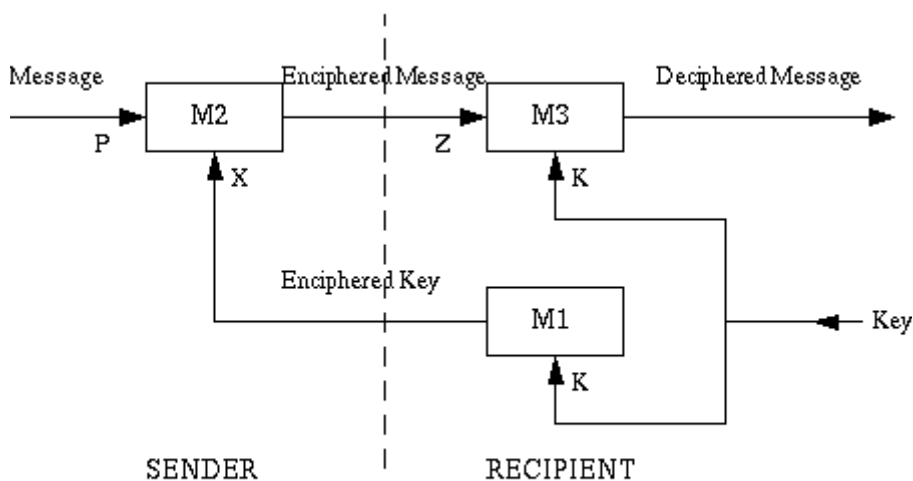 Message
Enciphered Message
Deciphered Message
M2
M3
P
Z
X
K
Enciphered Key
M1
Key
K
SENDER
RECIPIENT